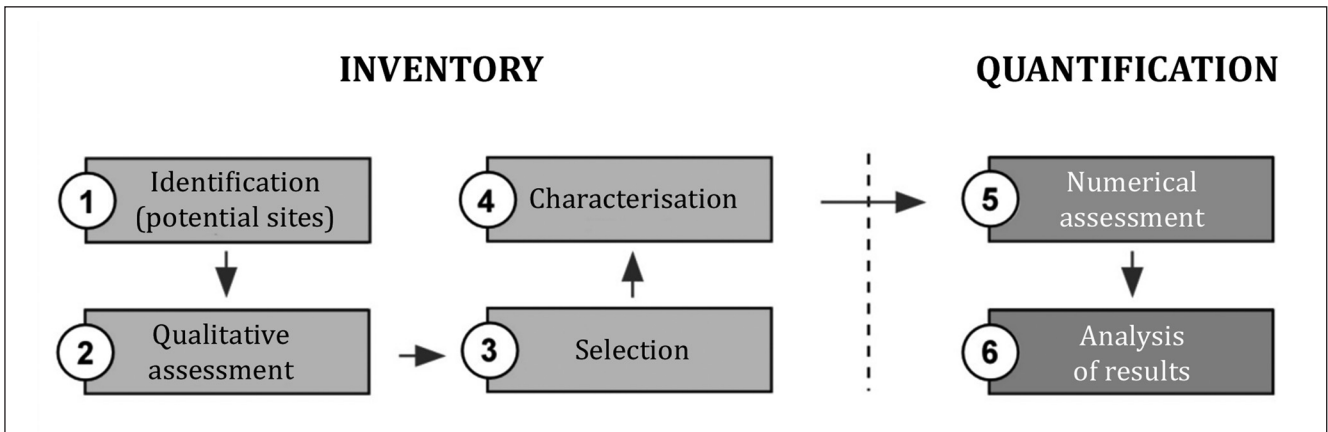 INVENTORY
QUANTIFICATION
1
Identification
(potential sites)
2
Qualitative
assessment
3
Selection
4
Characterisation
5
Numerical
assessment
6
Analysis
of results